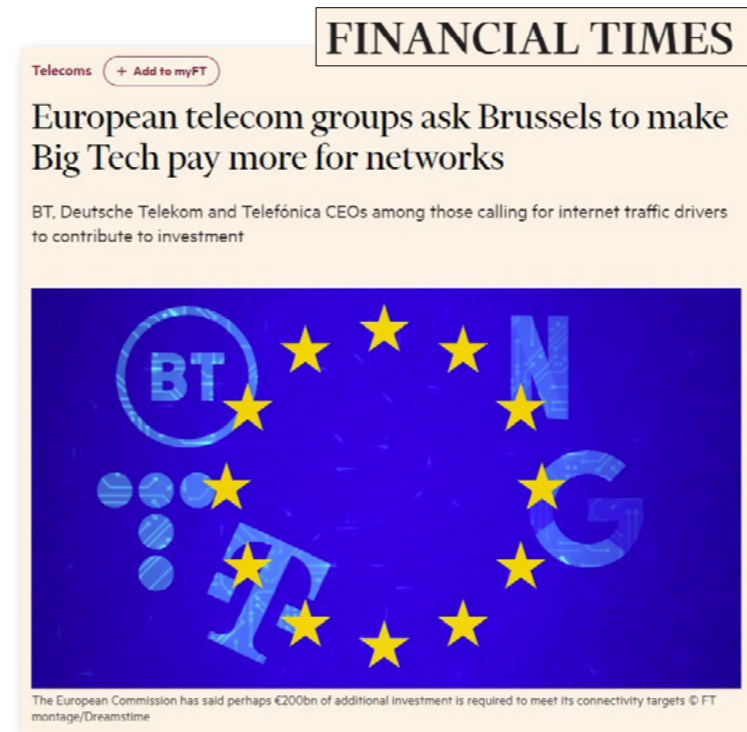 FINANCIAL TIMES
Telecoms + Add to myFT
European telecom groups ask Brussels to make
Big Tech pay more for networks
BT, Deutsche Telekom and Telefónica CEOs among those calling for internet traffic drivers
to contribute to investment
BT
N
G
T
The European Commission has said perhaps €200bn of additional investment is required to meet its connectivity targets © FT
montage/Dreamstime